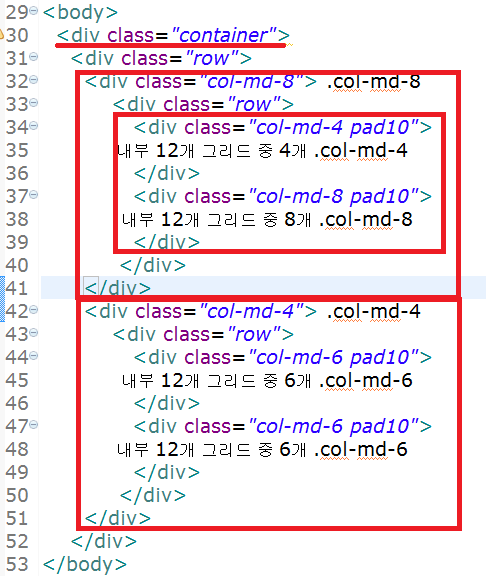 29 <body>
30 <div class="container">
31 <div class="row">
32 <div class="col-md-8"> .col-md-8
33 <div class="row">
34 <div class="col-md-4 pad10">
35 내부 12개 그리드 중 4개 .col-md-4
36 </div>
37 <div class="col-md-8 pad10">
38 내부 12개 그리드 중 8개 .col-md-8
39 </div>
40 </div>
41 </div>
42 <div class="col-md-4"> .col-md-4
43 <div class="row">
44 <div class="col-md-6 pad10">
45 내부 12개 그리드 중 6개 .col-md-6
46 </div>
47 <div class="col-md-6 pad10">
48 내부 12개 그리드 중 6개 .col-md-6
49 </div>
50 </div>
51 </div>
52 </div>
53 </body>